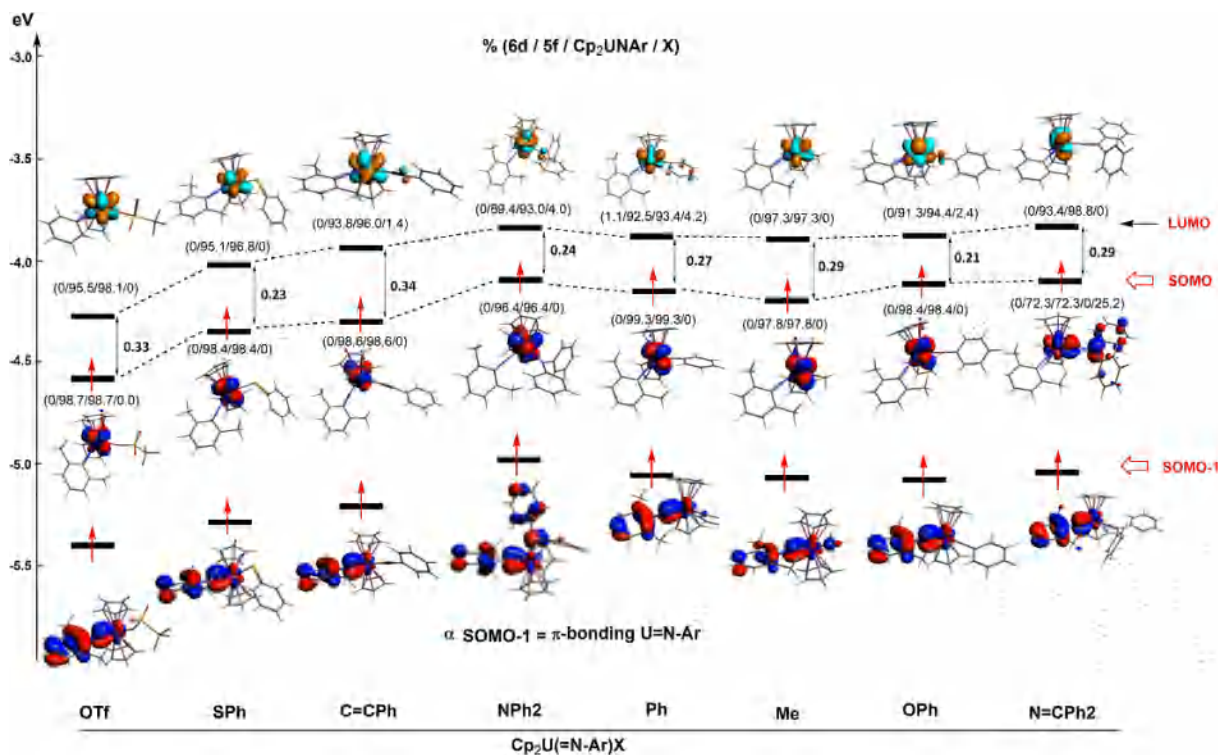 eV
% (6d / 5f / Cp₂UNAr / X)
-3.0
-3.5
-4.0
-4.5
-5.0
-5.5
(0/95.5/98.1/0)
(0/95.1/96.8/0)
(0/93.8/96.0/1.4)
(0/89.4/93.0/4.0)
(1.1/92.5/93.4/4.2)
(0/97.3/97.3/0)
(0/91.3/94.4/2.4)
(0/93.4/98.8/0)
LUMO
0.33
0.23
0.34
0.24
0.27
0.29
0.21
0.29
SOMO
(0/98.7/98.7/0.0)
(0/98.4/98.4/0)
(0/98.6/98.6/0)
(0/96.4/96.4/0)
(0/99.3/99.3/0)
(0/97.8/97.8/0)
(0/98.4/98.4/0)
(0/72.3/72.3/0/25.2)
SOMO-1
α SOMO-1 = π-bonding U=N-Ar
OTf
SPh
C=CPh
NPh2
Ph
Me
OPh
N=CPh2
Cp₂U(=N-Ar)X